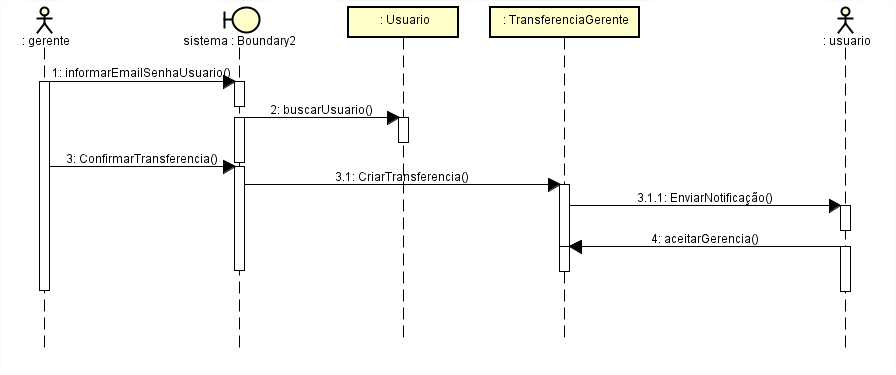 : gerente
sistema : Boundary2
: Usuario
: TransferenciaGerente
: usuario
1: informarEmailSenhaUsuario()
2: buscarUsuario()
3: ConfirmarTransferencia()
3.1: CriarTransferencia()
3.1.1: EnviarNotificação()
4: aceitarGerencia()